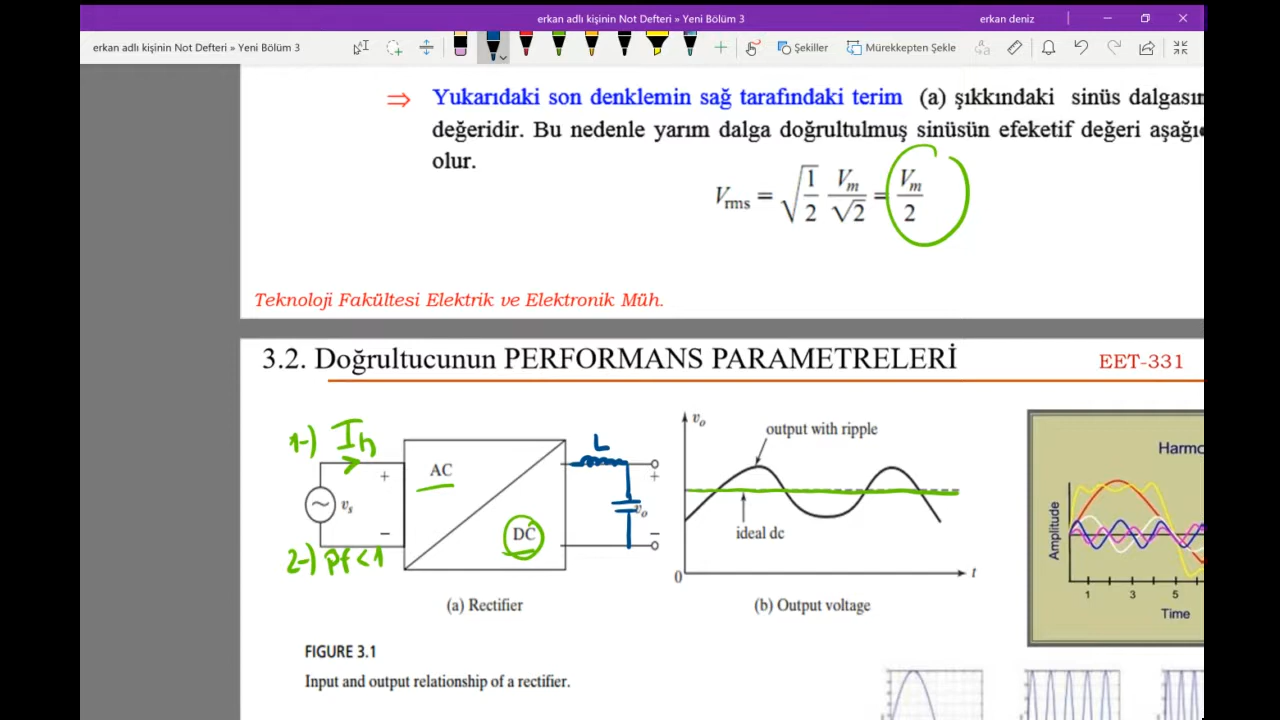 erkan adlı kişinin Not Defteri » Yeni Bölüm 3
erkan deniz
erkan adlı kişinin Not Defteri » Yeni Bölüm 3
Şekiller
Mürekkepten Şekle
⇒ Yukarıdaki son denklemin sağ tarafındaki terim (a) şıkkındaki sinüs
değeridir. Bu nedenle yarım dalga doğrultulmuş sinüsün efeketif değeri
olur.
Vrms = √(1/2) Vm/√2 = Vm/2
Teknoloji Fakültesi Elektrik ve Elektronik Müh.
3.2. Doğrultucunun PERFORMANS PARAMETRELERİ
EET-331
1-) Ih
2-) pf<1
AC
DC
vs
+
−
L
+
vo
−
(a) Rectifier
vo
output with ripple
ideal dc
0
t
(b) Output voltage
Amplitude
1 3 5
Time
FIGURE 3.1
Input and output relationship of a rectifier.